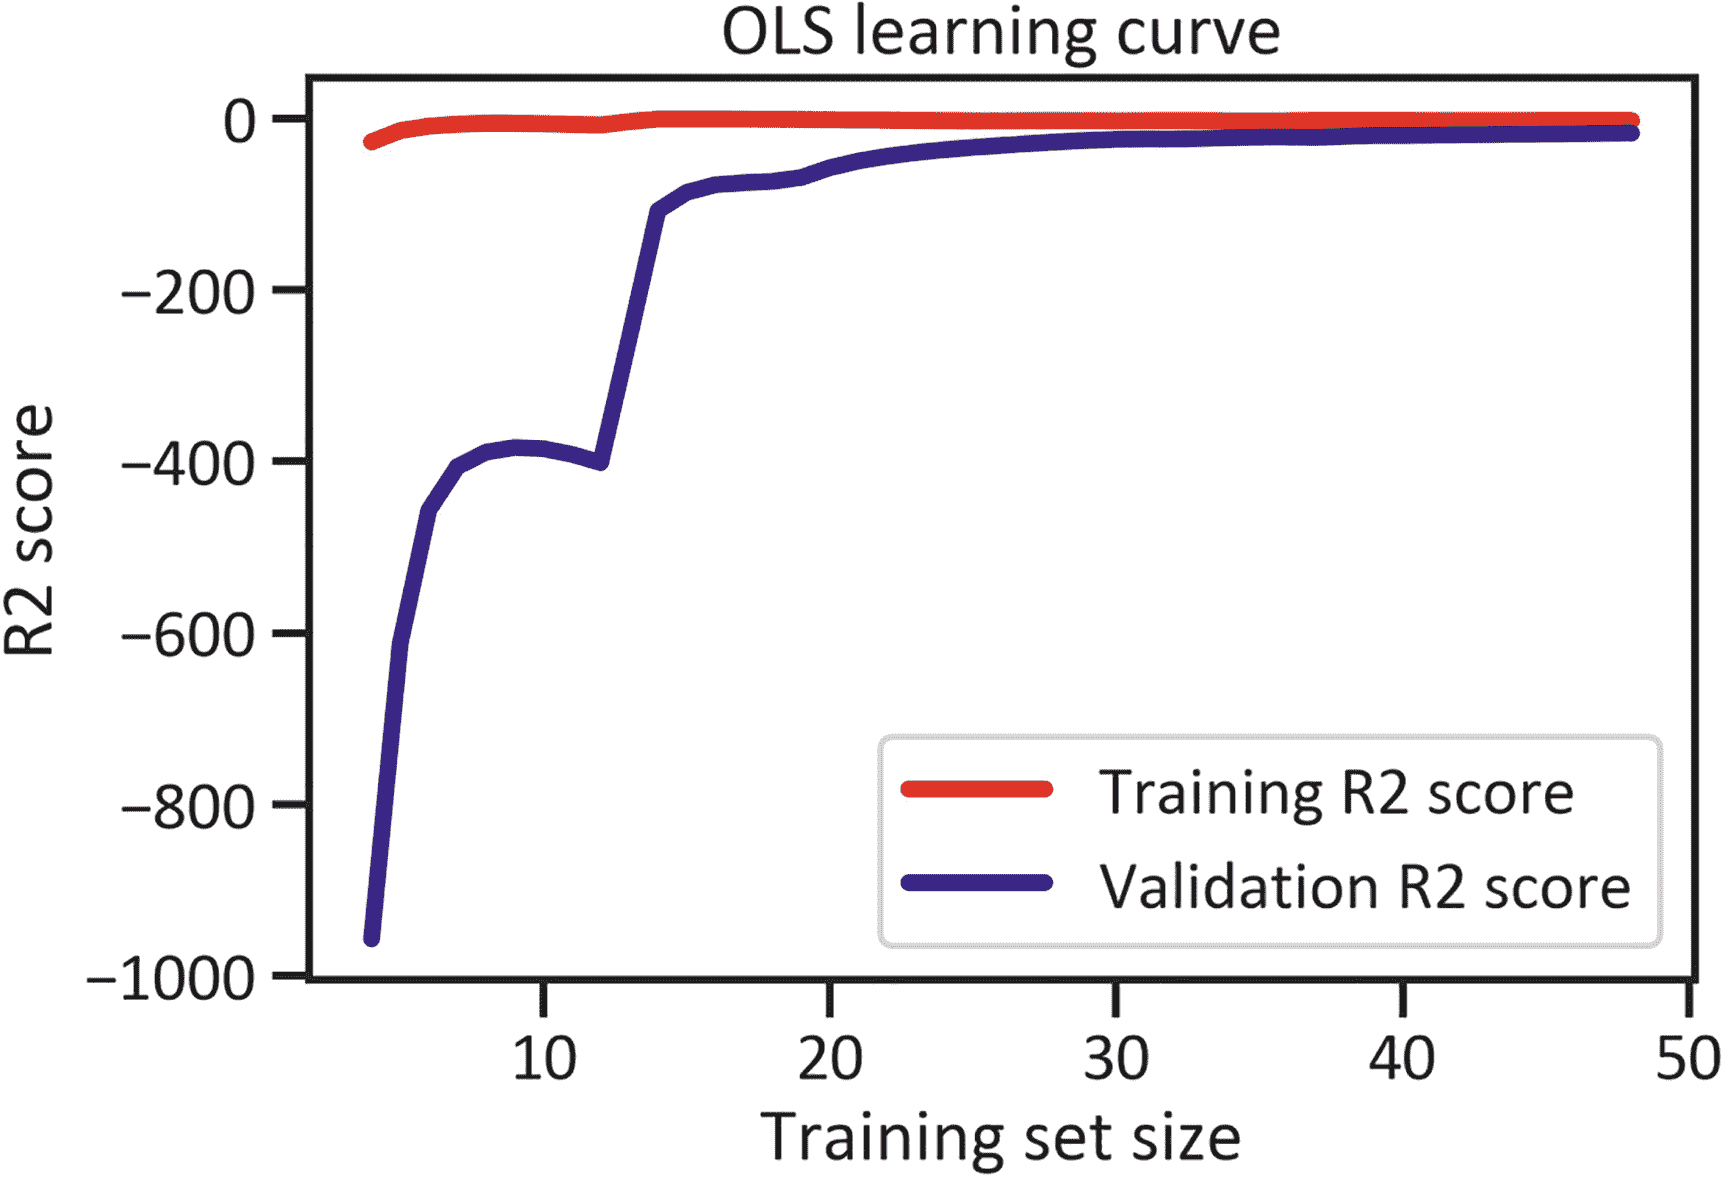 OLS learning curve
0
−200
−400
−600
−800
−1000
R2 score
Training R2 score
Validation R2 score
10 20 30 40 50
Training set size